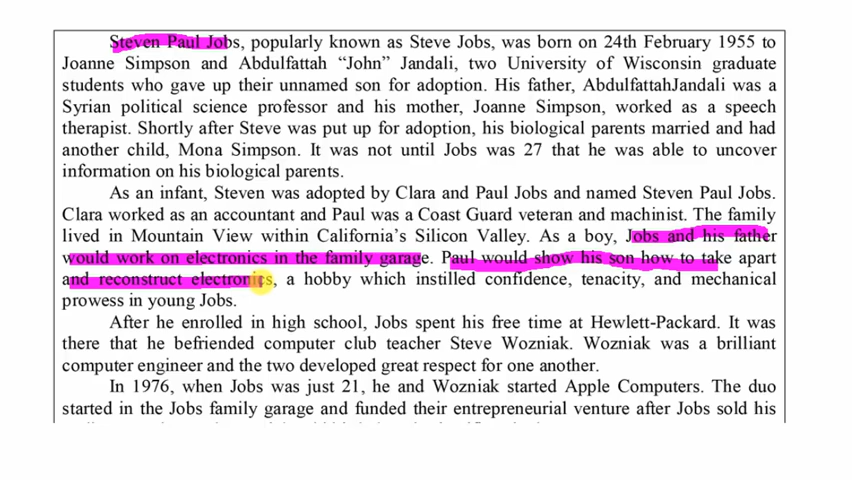 Steven Paul Jobs, popularly known as Steve Jobs, was born on 24th February 1955 to
Joanne Simpson and Abdulfattah “John” Jandali, two University of Wisconsin graduate
students who gave up their unnamed son for adoption. His father, AbdulfattahJandali was a
Syrian political science professor and his mother, Joanne Simpson, worked as a speech
therapist. Shortly after Steve was put up for adoption, his biological parents married and had
another child, Mona Simpson. It was not until Jobs was 27 that he was able to uncover
information on his biological parents.
As an infant, Steven was adopted by Clara and Paul Jobs and named Steven Paul Jobs.
Clara worked as an accountant and Paul was a Coast Guard veteran and machinist. The family
lived in Mountain View within California’s Silicon Valley. As a boy, Jobs and his father
would work on electronics in the family garage. Paul would show his son how to take apart
and reconstruct electronics, a hobby which instilled confidence, tenacity, and mechanical
prowess in young Jobs.
After he enrolled in high school, Jobs spent his free time at Hewlett-Packard. It was
there that he befriended computer club teacher Steve Wozniak. Wozniak was a brilliant
computer engineer and the two developed great respect for one another.
In 1976, when Jobs was just 21, he and Wozniak started Apple Computers. The duo
started in the Jobs family garage and funded their entrepreneurial venture after Jobs sold his